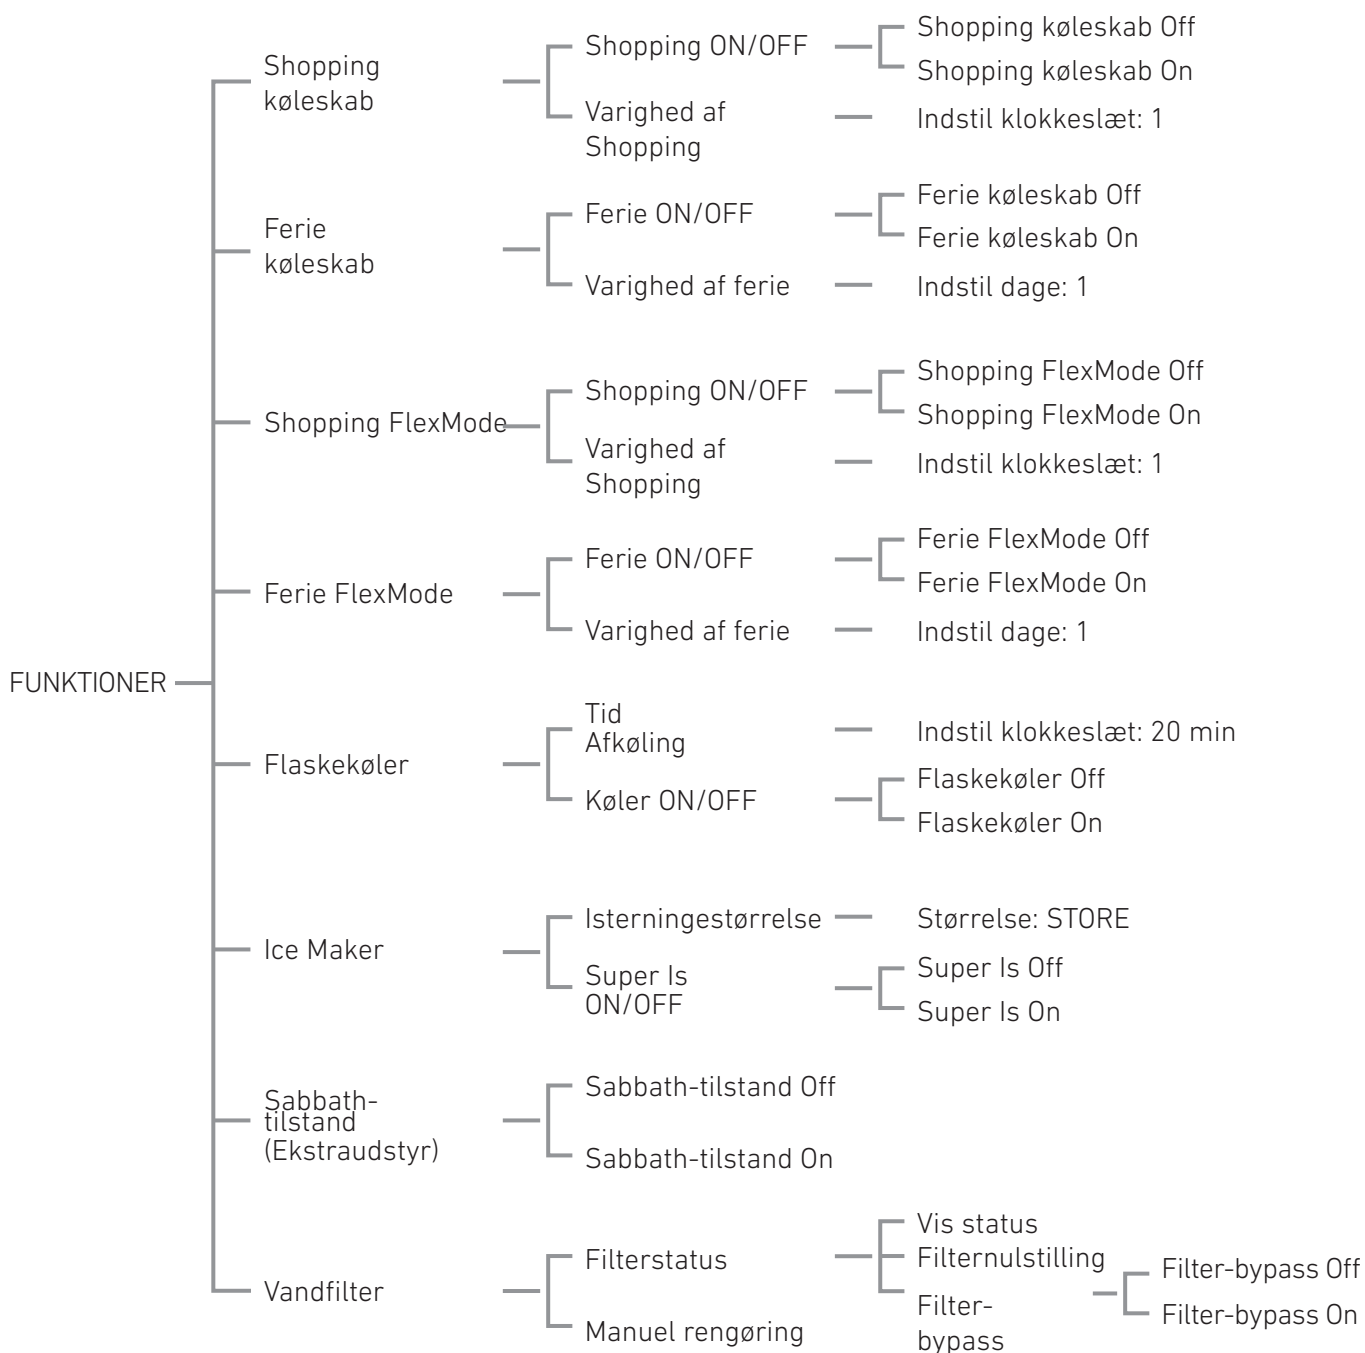 FUNKTIONER
Shopping
køleskab
Shopping ON/OFF
Shopping køleskab Off
Shopping køleskab On
Varighed af
Shopping
Indstil klokkeslæt: 1
Ferie
køleskab
Ferie ON/OFF
Ferie køleskab Off
Ferie køleskab On
Varighed af ferie
Indstil dage: 1
Shopping FlexMode
Shopping ON/OFF
Shopping FlexMode Off
Shopping FlexMode On
Varighed af
Shopping
Indstil klokkeslæt: 1
Ferie FlexMode
Ferie ON/OFF
Ferie FlexMode Off
Ferie FlexMode On
Varighed af ferie
Indstil dage: 1
Flaskekøler
Tid
Afkøling
Indstil klokkeslæt: 20 min
Køler ON/OFF
Flaskekøler Off
Flaskekøler On
Ice Maker
Isterningestørrelse
Størrelse: STORE
Super Is
ON/OFF
Super Is Off
Super Is On
Sabbath-
tilstand
(Ekstraudstyr)
Sabbath-tilstand Off
Sabbath-tilstand On
Vandfilter
Filterstatus
Vis status
Filternulstilling
Filter-
bypass
Filter-bypass Off
Filter-bypass On
Manuel rengøring